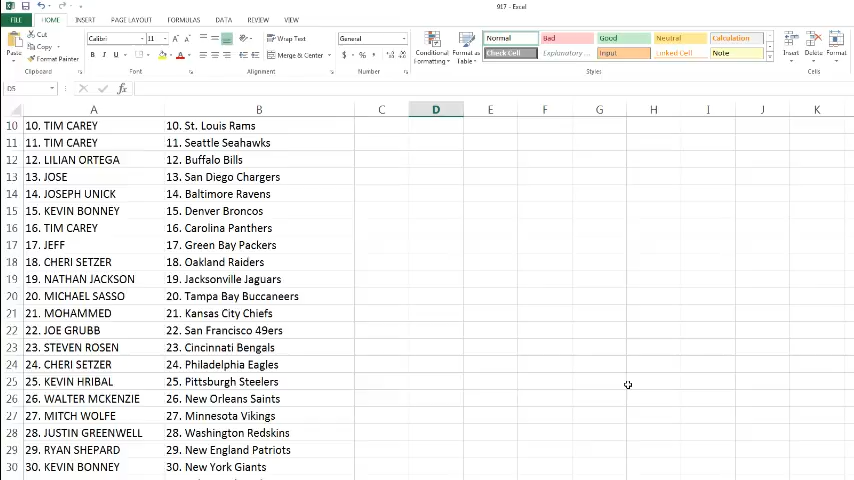 917 - Excel
FILE HOME INSERT PAGE LAYOUT FORMULAS DATA REVIEW VIEW
Cut
Copy
Format Painter
Paste
Clipboard
Calibri 11
B I U
Font
Wrap Text
Merge & Center
Alignment
General
$ % ,
Number
Conditional Formatting
Format as Table
Normal Bad Good Neutral Calculation
Check Cell Explanatory ... Input Linked Cell Note
Styles
Insert Delete Format
Cells
D5 fx
A B C D E F G H I J K
10 10. TIM CAREY 10. St. Louis Rams
11 11. TIM CAREY 11. Seattle Seahawks
12 12. LILIAN ORTEGA 12. Buffalo Bills
13 13. JOSE 13. San Diego Chargers
14 14. JOSEPH UNICK 14. Baltimore Ravens
15 15. KEVIN BONNEY 15. Denver Broncos
16 16. TIM CAREY 16. Carolina Panthers
17 17. JEFF 17. Green Bay Packers
18 18. CHERI SETZER 18. Oakland Raiders
19 19. NATHAN JACKSON 19. Jacksonville Jaguars
20 20. MICHAEL SASSO 20. Tampa Bay Buccaneers
21 21. MOHAMMED 21. Kansas City Chiefs
22 22. JOE GRUBB 22. San Francisco 49ers
23 23. STEVEN ROSEN 23. Cincinnati Bengals
24 24. CHERI SETZER 24. Philadelphia Eagles
25 25. KEVIN HRIBAL 25. Pittsburgh Steelers
26 26. WALTER MCKENZIE 26. New Orleans Saints
27 27. MITCH WOLFE 27. Minnesota Vikings
28 28. JUSTIN GREENWELL 28. Washington Redskins
29 29. RYAN SHEPARD 29. New England Patriots
30 30. KEVIN BONNEY 30. New York Giants